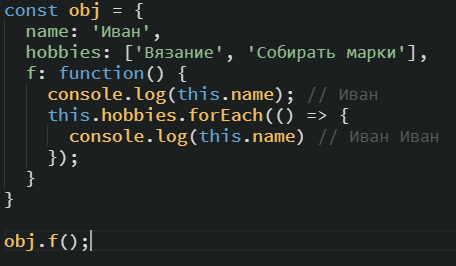 const obj = {
  name: 'Иван',
  hobbies: ['Вязание', 'Собирать марки'],
  f: function() {
    console.log(this.name); // Иван
    this.hobbies.forEach(() => {
      console.log(this.name) // Иван Иван
    });
  }
}
obj.f();